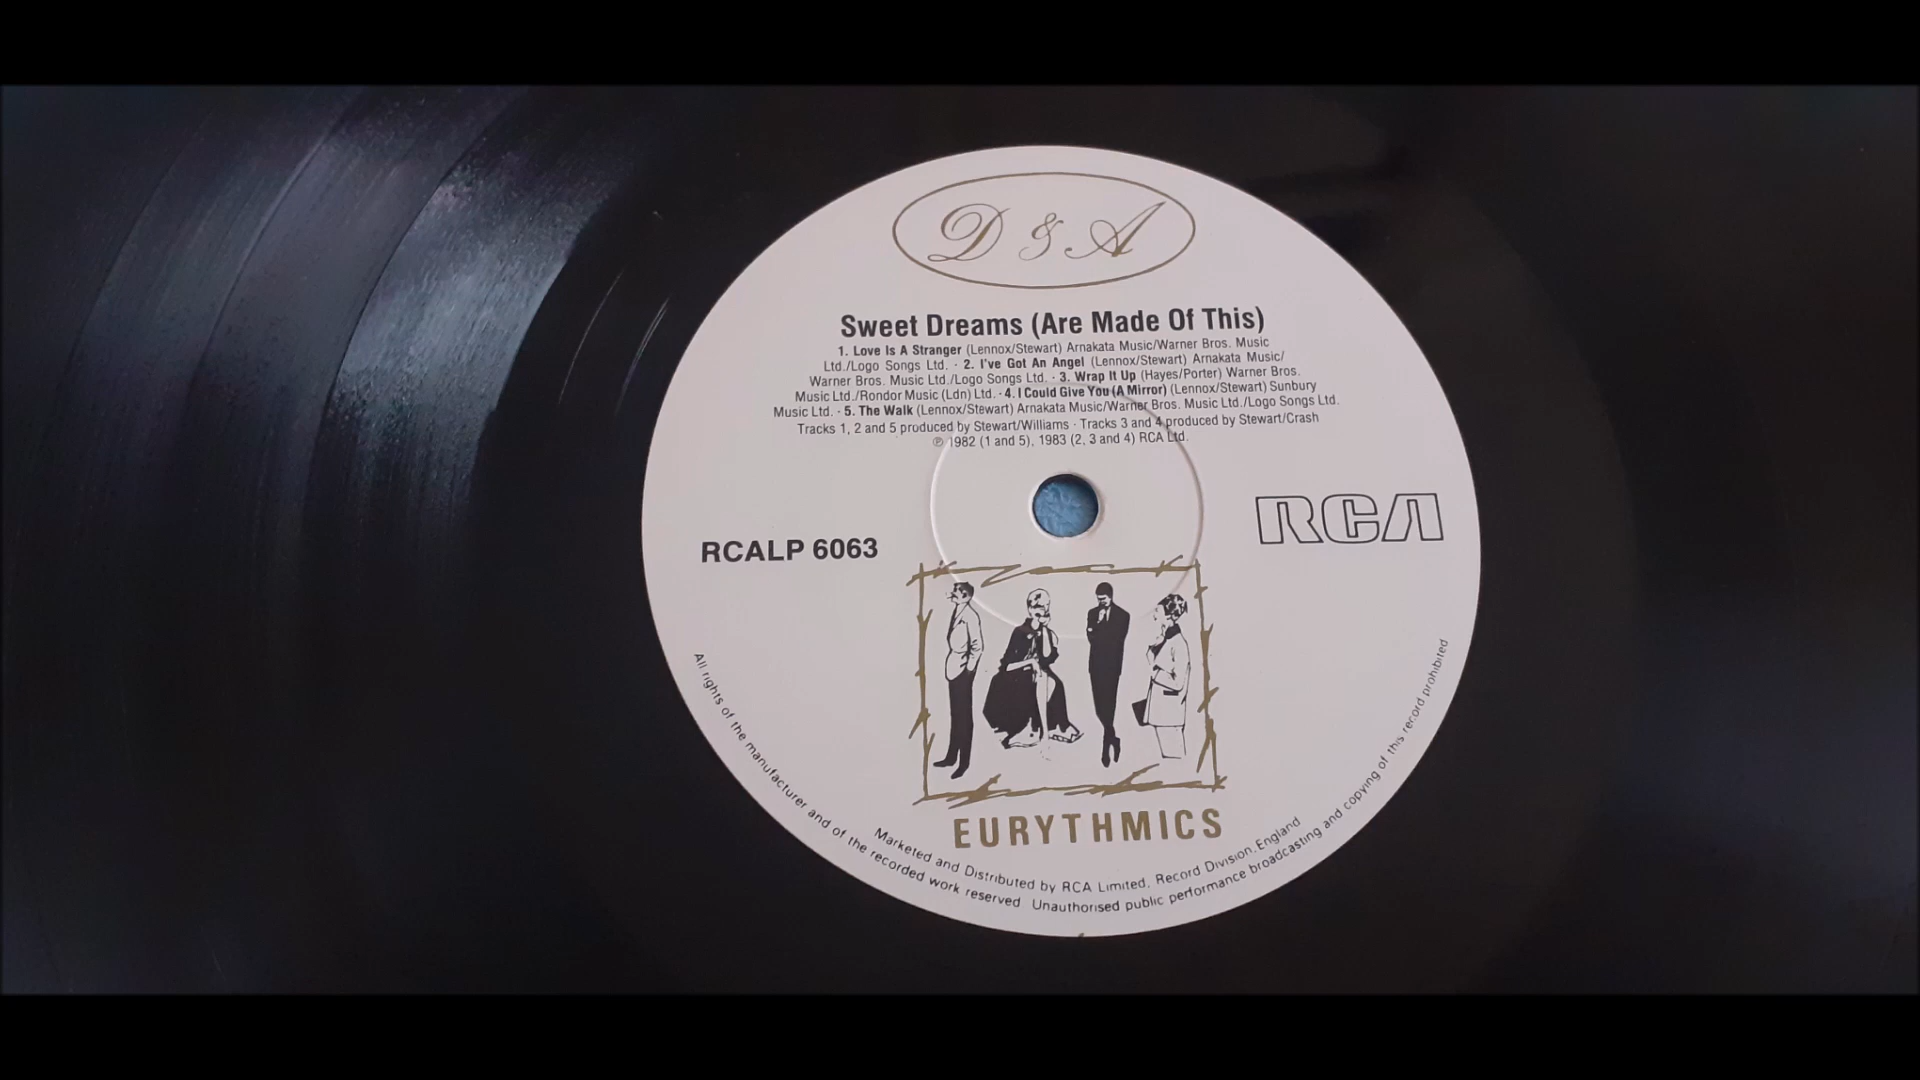 D & A
Sweet Dreams (Are Made Of This)
1. Love Is A Stranger (Lennox/Stewart) Arnakata Music/Warner Bros. Music
Ltd./Logo Songs Ltd. · 2. I've Got An Angel (Lennox/Stewart) Arnakata Music/
Warner Bros. Music Ltd./Logo Songs Ltd. · 3. Wrap It Up (Hayes/Porter) Warner Bros.
Music Ltd./Rondor Music (Ldn) Ltd. · 4. I Could Give You (A Mirror) (Lennox/Stewart) Sunbury
Music Ltd. · 5. The Walk (Lennox/Stewart) Arnakata Music/Warner Bros. Music Ltd./Logo Songs Ltd.
Tracks 1, 2 and 5 produced by Stewart/Williams · Tracks 3 and 4 produced by Stewart/Crash
℗ 1982 (1 and 5), 1983 (2, 3 and 4) RCA Ltd.
RCALP 6063
RCA
EURYTHMICS
Marketed and Distributed by RCA Limited, Record Division, England
All rights of the manufacturer and of the recorded work reserved Unauthorised public performance broadcasting and copying of this record prohibited